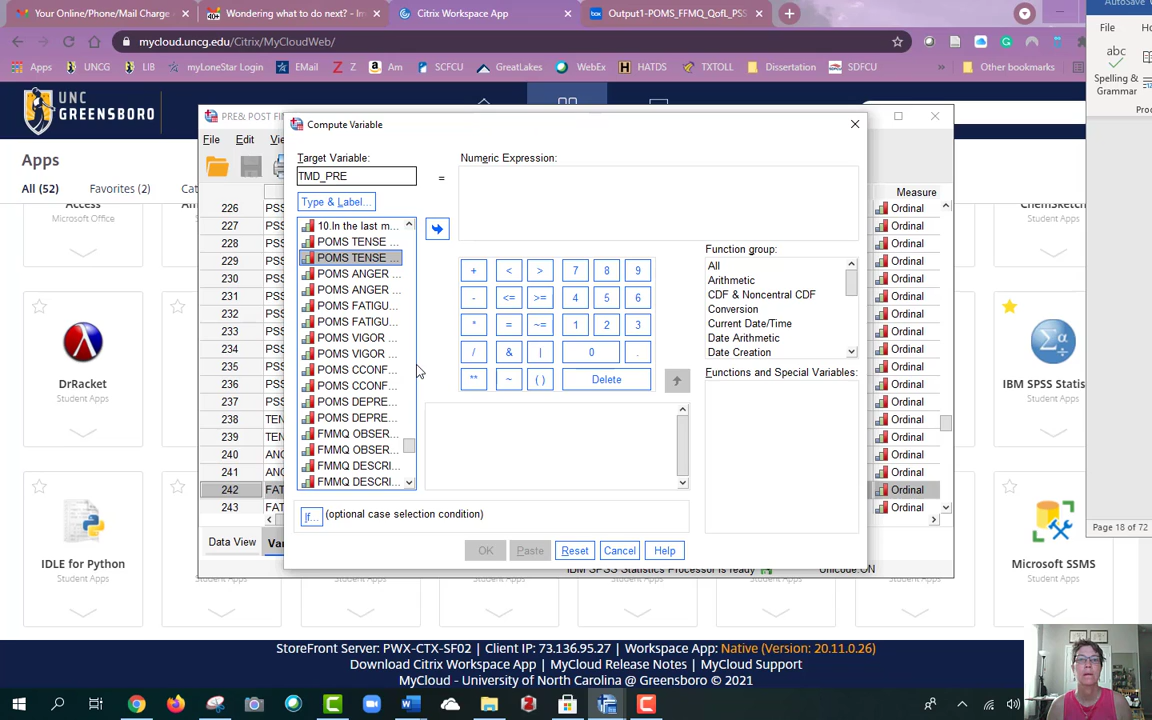 Your Online/Phone/Mail Charge
Wondering what to do next? - Im
Citrix Workspace App
Output1-POMS_FFMQ_QofL_PSS
AutoSave
mycloud.uncg.edu/Citrix/MyCloudWeb/
File
Apps
UNCG
LIB
myLoneStar Login
EMail
Z
Am
SCFCU
GreatLakes
WebEx
HATDS
TXTOLL
Dissertation
SDFCU
»
Other bookmarks
abc
Spelling &
Grammar
UNC
GREENSBORO
PRE& POST FI
Compute Variable
File
Edit
Target Variable:
Numeric Expression:
Apps
TMD_PRE
=
All (52)
Favorites (2)
Type & Label...
Measure
Access
Microsoft Office
ChemSketch
226
10.In the last m...
Ordinal
227
POMS TENSE ...
Ordinal
228
POMS TENSE ...
Function group:
Ordinal
229
POMS ANGER ...
+
<
>
7
8
9
All
Ordinal
230
POMS ANGER ...
Arithmetic
Ordinal
231
POMS FATIGU...
-
<=
>=
4
5
6
CDF & Noncentral CDF
Ordinal
232
POMS FATIGU...
*
=
~=
1
2
3
Conversion
Ordinal
233
POMS VIGOR ...
Current Date/Time
Ordinal
234
POMS VIGOR ...
/
&
|
0
.
Date Arithmetic
Ordinal
235
POMS CCONF...
Date Creation
Ordinal
236
POMS CCONF...
**
~
( )
Delete
Functions and Special Variables:
Ordinal
237
POMS DEPRE...
Ordinal
238
POMS DEPRE...
Ordinal
239
FMMQ OBSER...
Ordinal
240
FMMQ OBSER...
Ordinal
241
FMMQ DESCRI...
Ordinal
242
FMMQ DESCRI...
Ordinal
243
Ordinal
DrRacket
Student Apps
IBM SPSS Statis
Student Apps
If...
(optional case selection condition)
Page 18 of 72
Data View
OK
Paste
Reset
Cancel
Help
IDLE for Python
Student Apps
IBM SPSS Statistics Processor is ready
Unicode:ON
Microsoft SSMS
Student Apps
StoreFront Server: PWX-CTX-SF02 | Client IP: 73.136.95.27 | Workspace App: Native (Version: 20.11.0.26)
Download Citrix Workspace App | MyCloud Release Notes | MyCloud Support
MyCloud - University of North Carolina @ Greensboro © 2021